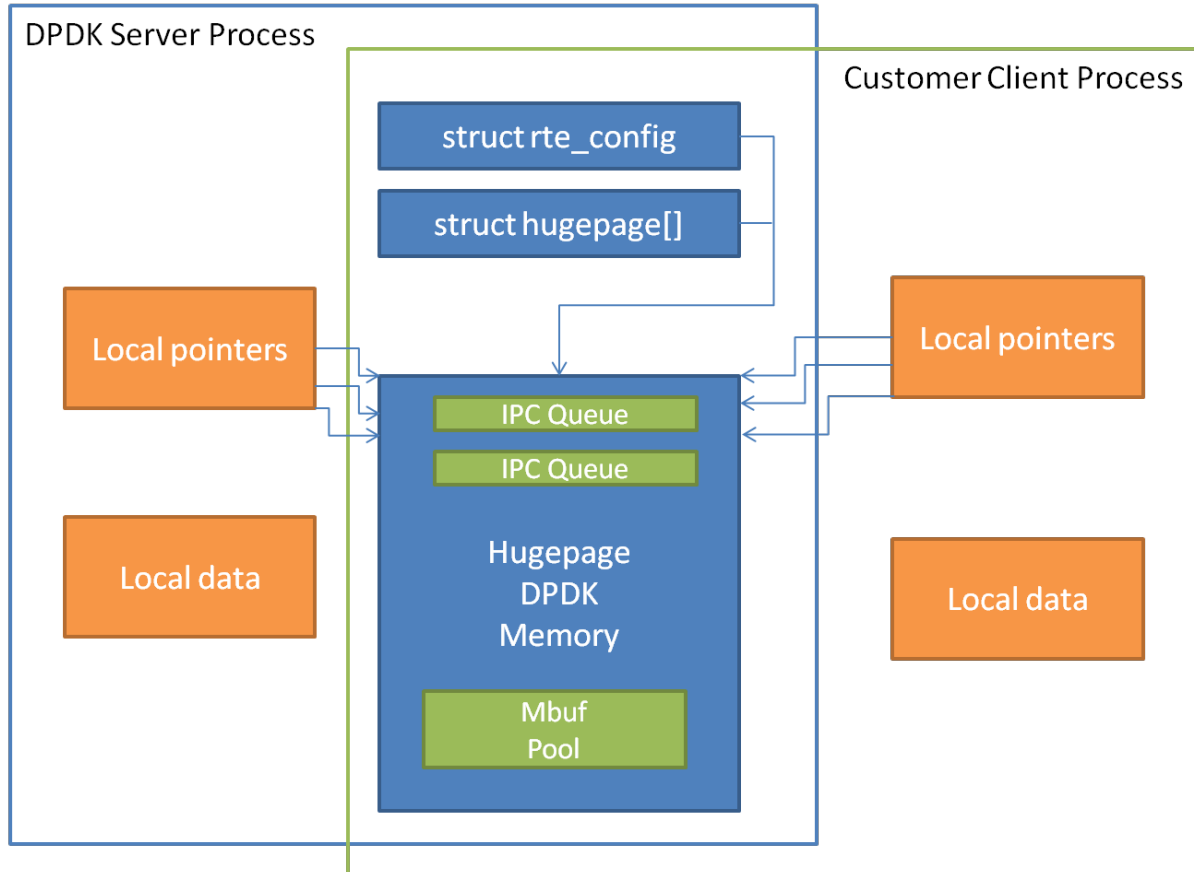 DPDK Server Process
Customer Client Process
struct rte_config
struct hugepage[]
Local pointers
Local pointers
IPC Queue
IPC Queue
Hugepage
DPDK
Memory
Local data
Local data
Mbuf
Pool